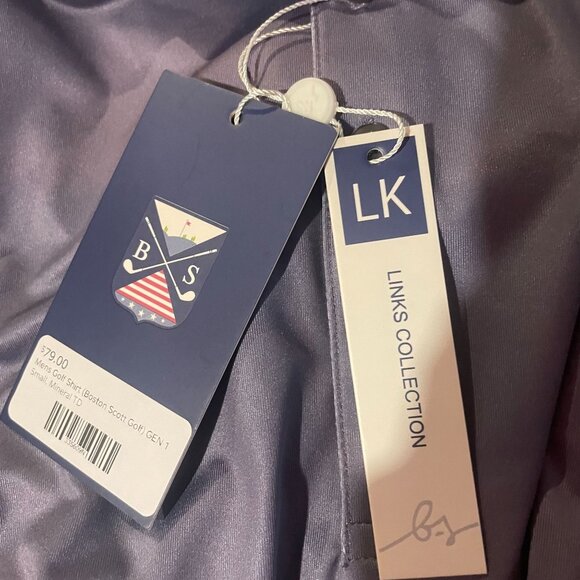 B S
$79.00
Mens Golf Shirt (Boston Scott Golf) GEN 1
Small, Mineral TD
LK
LINKS COLLECTION
b.s